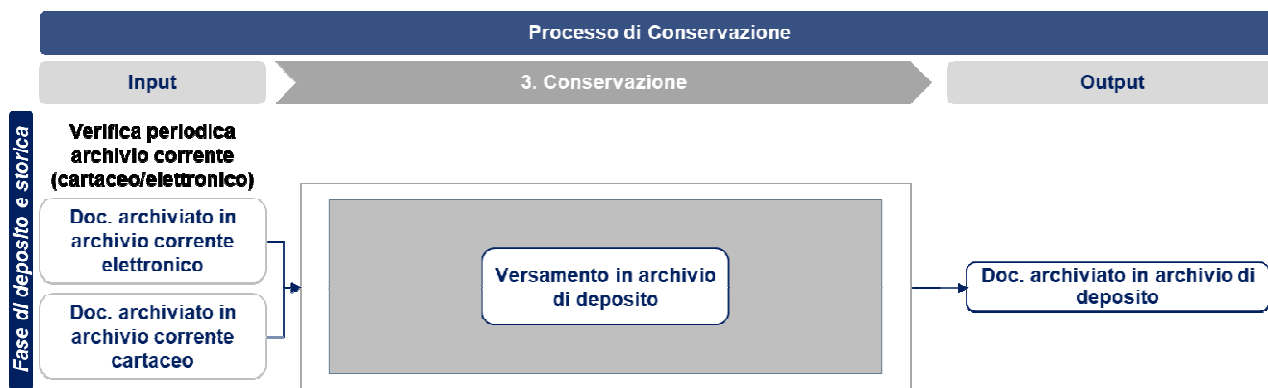 Processo di Conservazione
Input
3. Conservazione
Output
Fase di deposito e storica
Verifica periodica
archivio corrente
(cartaceo/elettronico)
Doc. archiviato in
archivio corrente
elettronico
Doc. archiviato in
archivio corrente
cartaceo
Versamento in archivio
di deposito
Doc. archiviato in archivio di
deposito